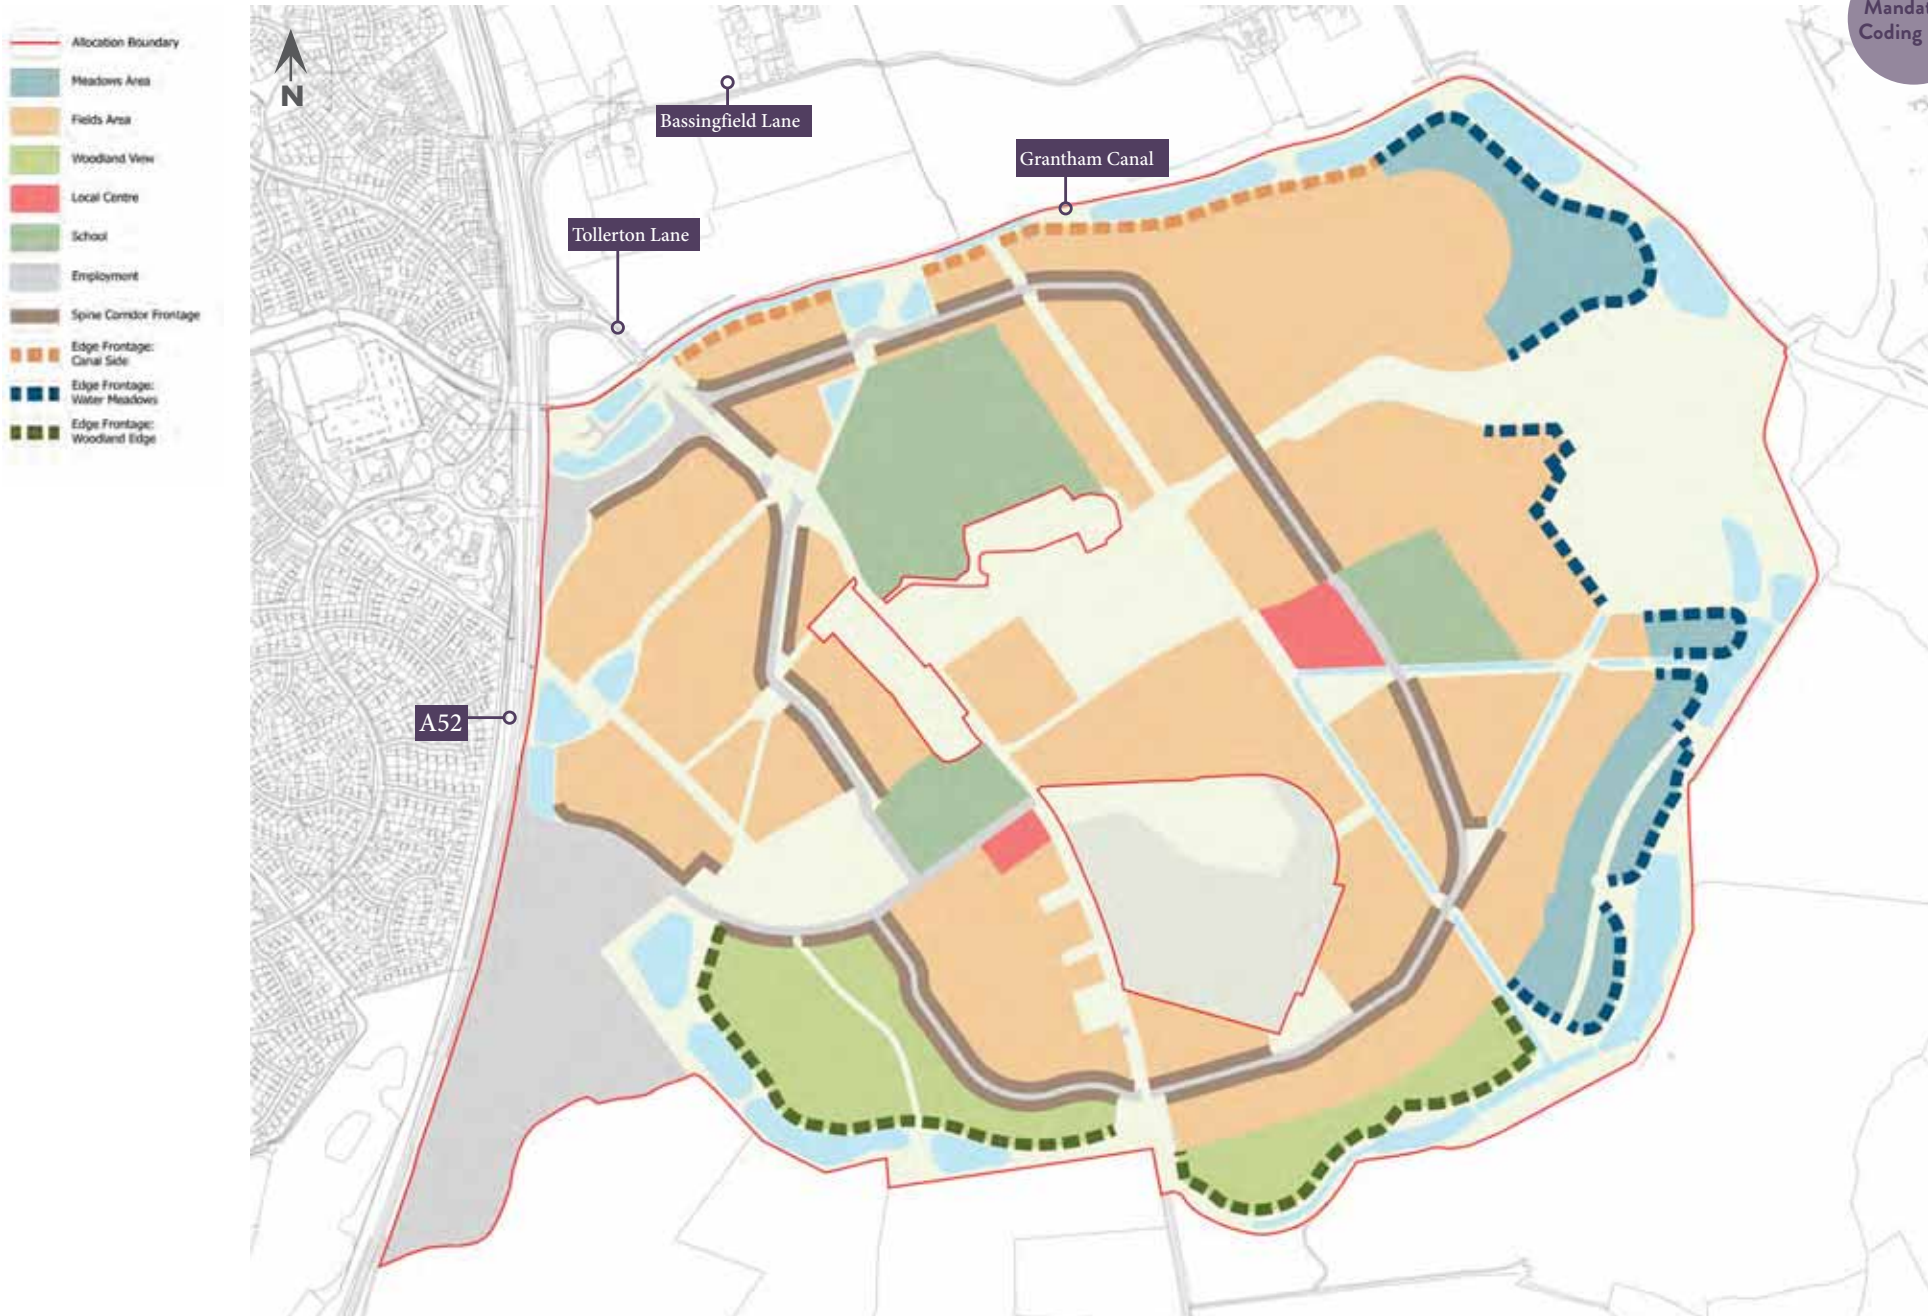 Allocation Boundary
Meadows Area
Fields Area
Woodland View
Local Centre
School
Employment
Spine Corridor Frontage
Edge Frontage:
Canal Side
Edge Frontage:
Water Meadows
Edge Frontage:
Woodland Edge
N
Bassingfield Lane
Grantham Canal
Tollerton Lane
A52
Mandat
Coding